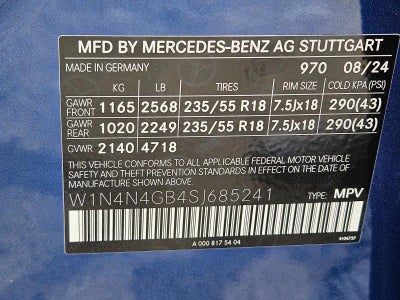 MFD BY MERCEDES-BENZ AG STUTTGART
MADE IN GERMANY 970 08/24
KG LB TIRES RIM SIZE COLD KPA (PSI)
GAWR FRONT 1165 2568 235/55 R18 7.5Jx18 290(43)
GAWR REAR 1020 2249 235/55 R18 7.5Jx18 290(43)
GVWR 2140 4718
THIS VEHICLE CONFORMS TO ALL APPLICABLE FEDERAL MOTOR VEHICLE
SAFETY AND THEFT PREVENTION STANDARDS IN EFFECT ON THE DATE
OF MANUFACTURE SHOWN ABOVE.
W1N4N4GB4SJ685241 TYPE: MPV
A 000 817 54 04